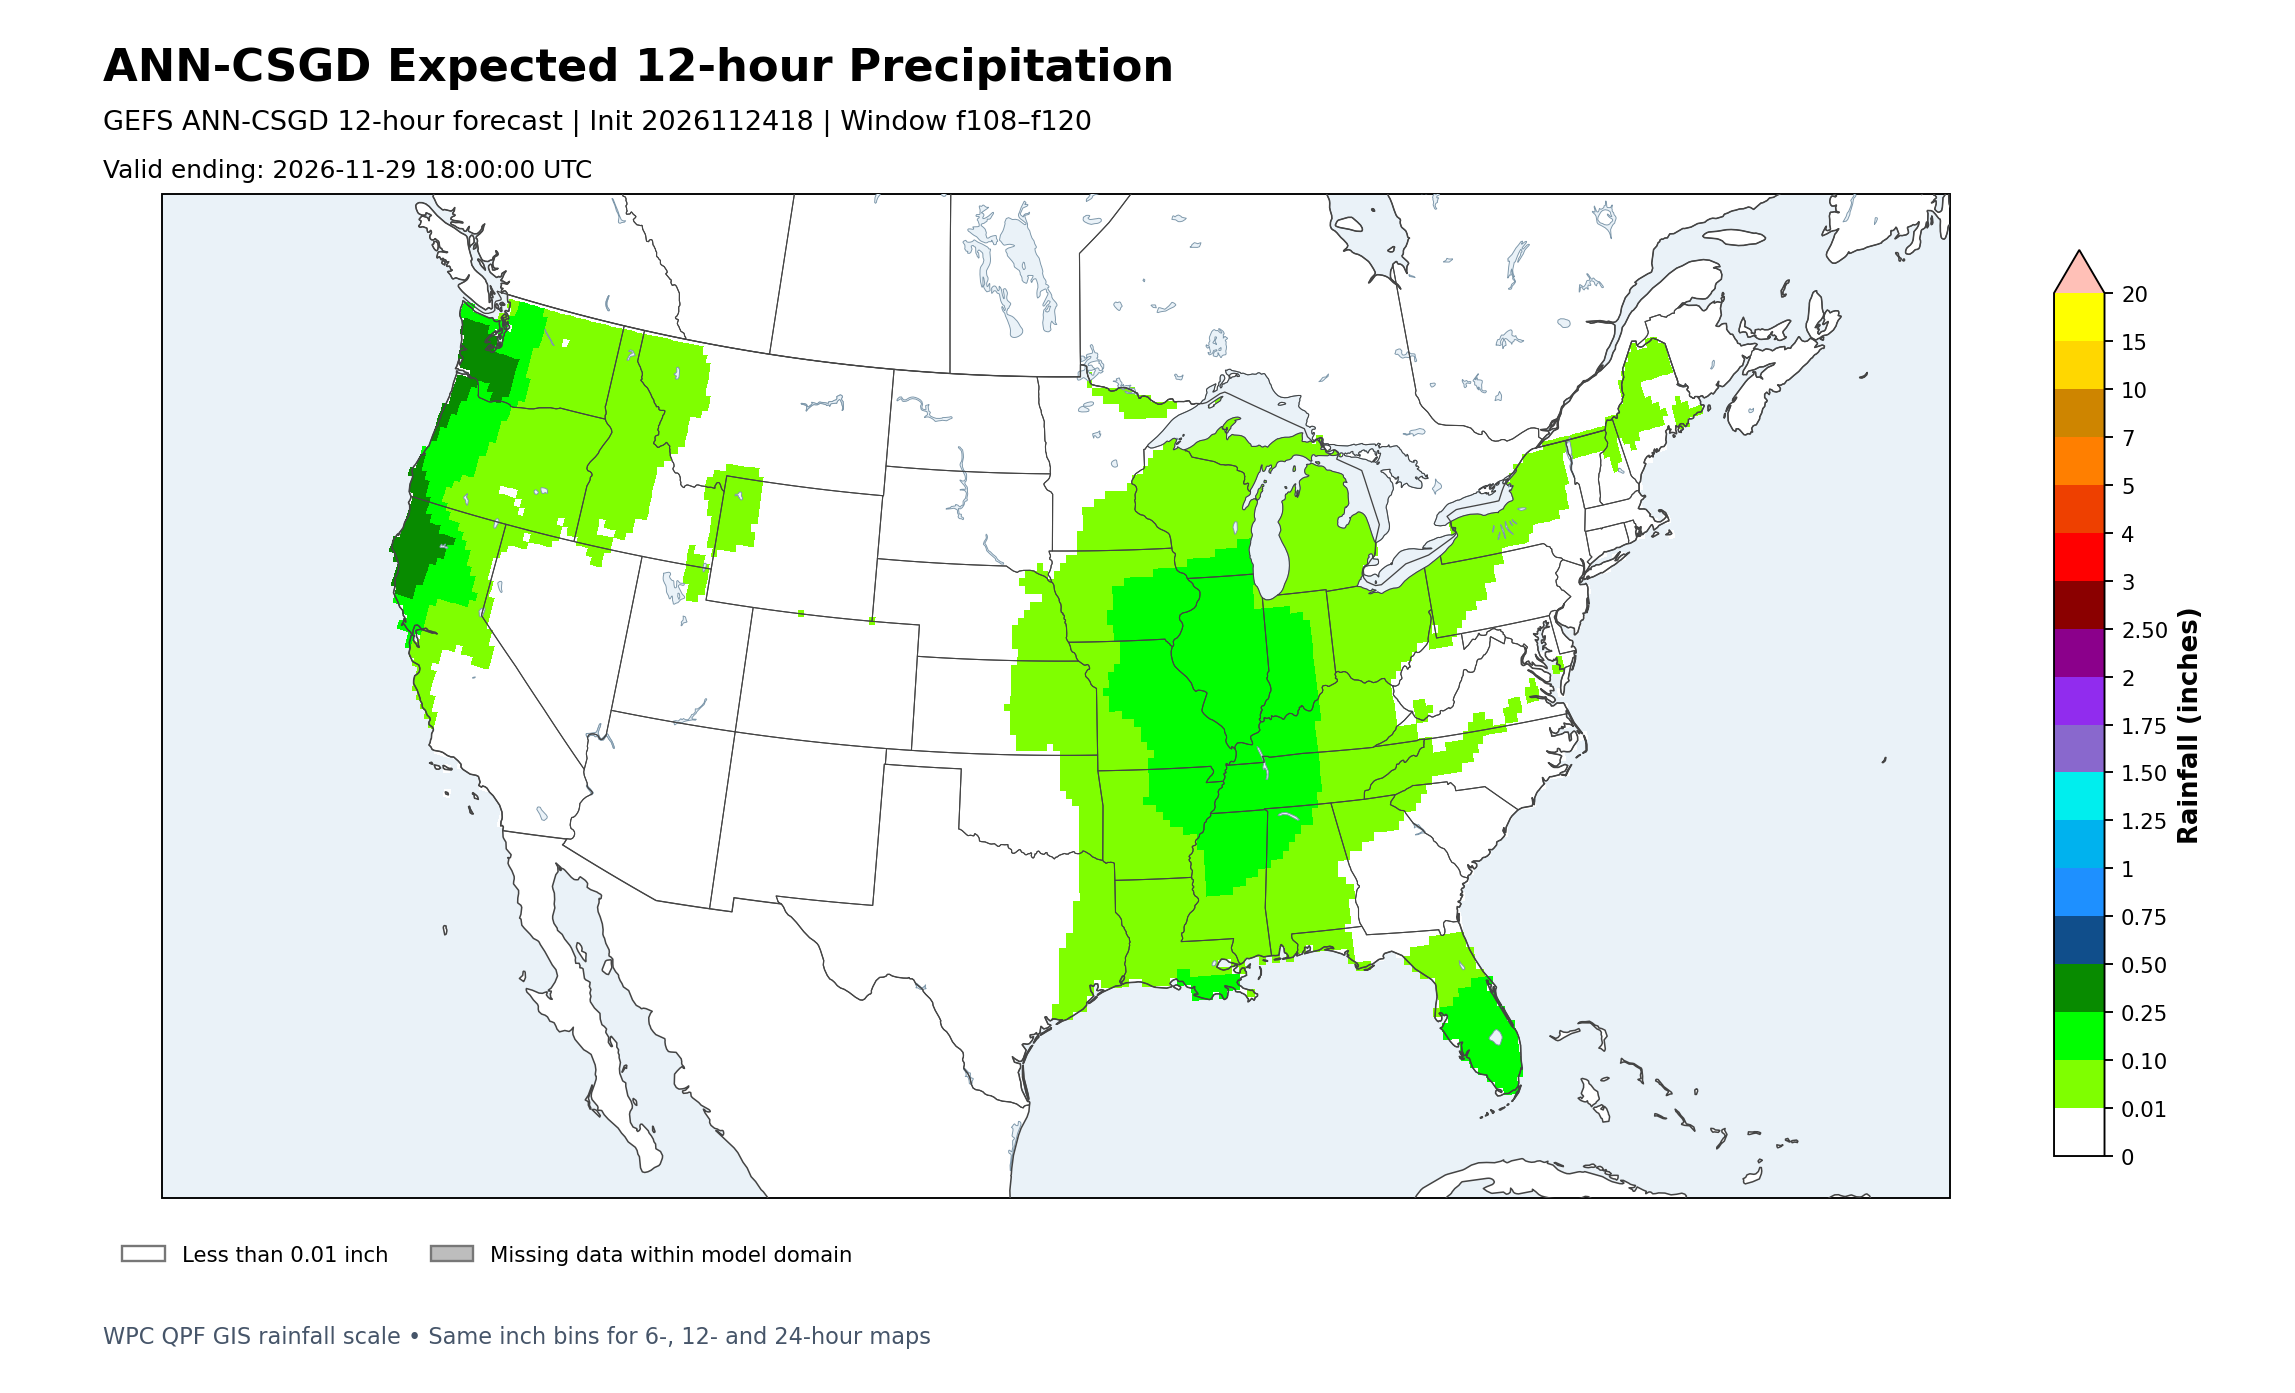 ANN-CSGD Expected 12-hour Precipitation
GEFS ANN-CSGD 12-hour forecast | Init 2026112418 | Window f108–f120
Valid ending: 2026-11-29 18:00:00 UTC
20
15
10
7
5
4
3
2.50
2
1.75
1.50
1.25
1
0.75
0.50
0.25
0.10
0.01
0
Rainfall (inches)
Less than 0.01 inch
Missing data within model domain
WPC QPF GIS rainfall scale • Same inch bins for 6-, 12- and 24-hour maps